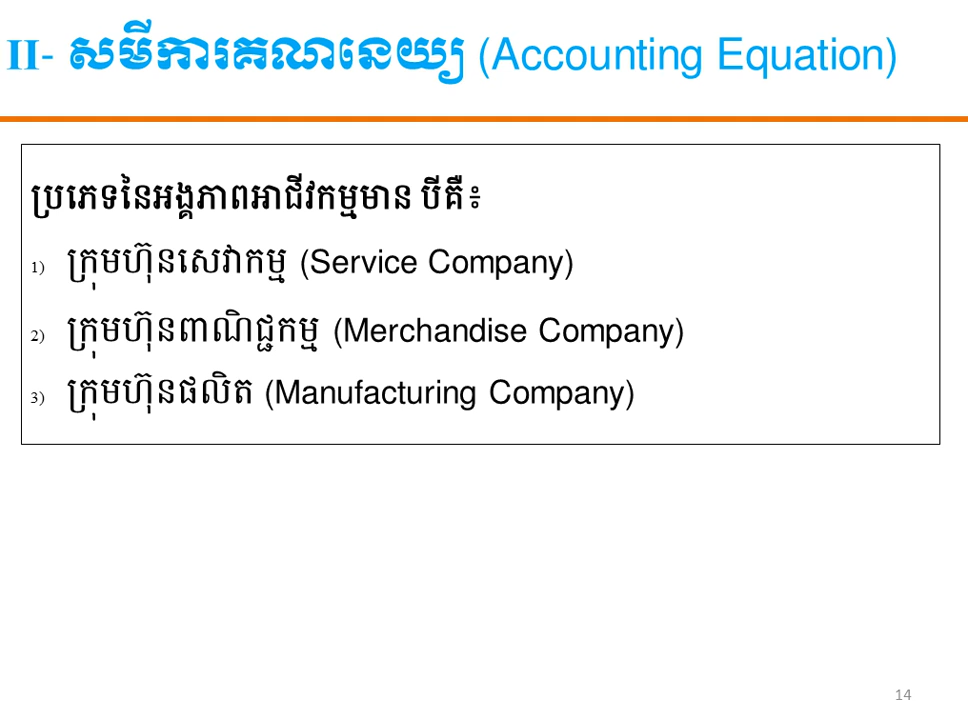 II- សមីការគណនេយ្យ (Accounting Equation)
ប្រភេទនៃអង្គភាពអាជីវកម្មមាន បីគឺ៖
1) ក្រុមហ៊ុនសេវាកម្ម (Service Company)
2) ក្រុមហ៊ុនពាណិជ្ជកម្ម (Merchandise Company)
3) ក្រុមហ៊ុនផលិត (Manufacturing Company)
14